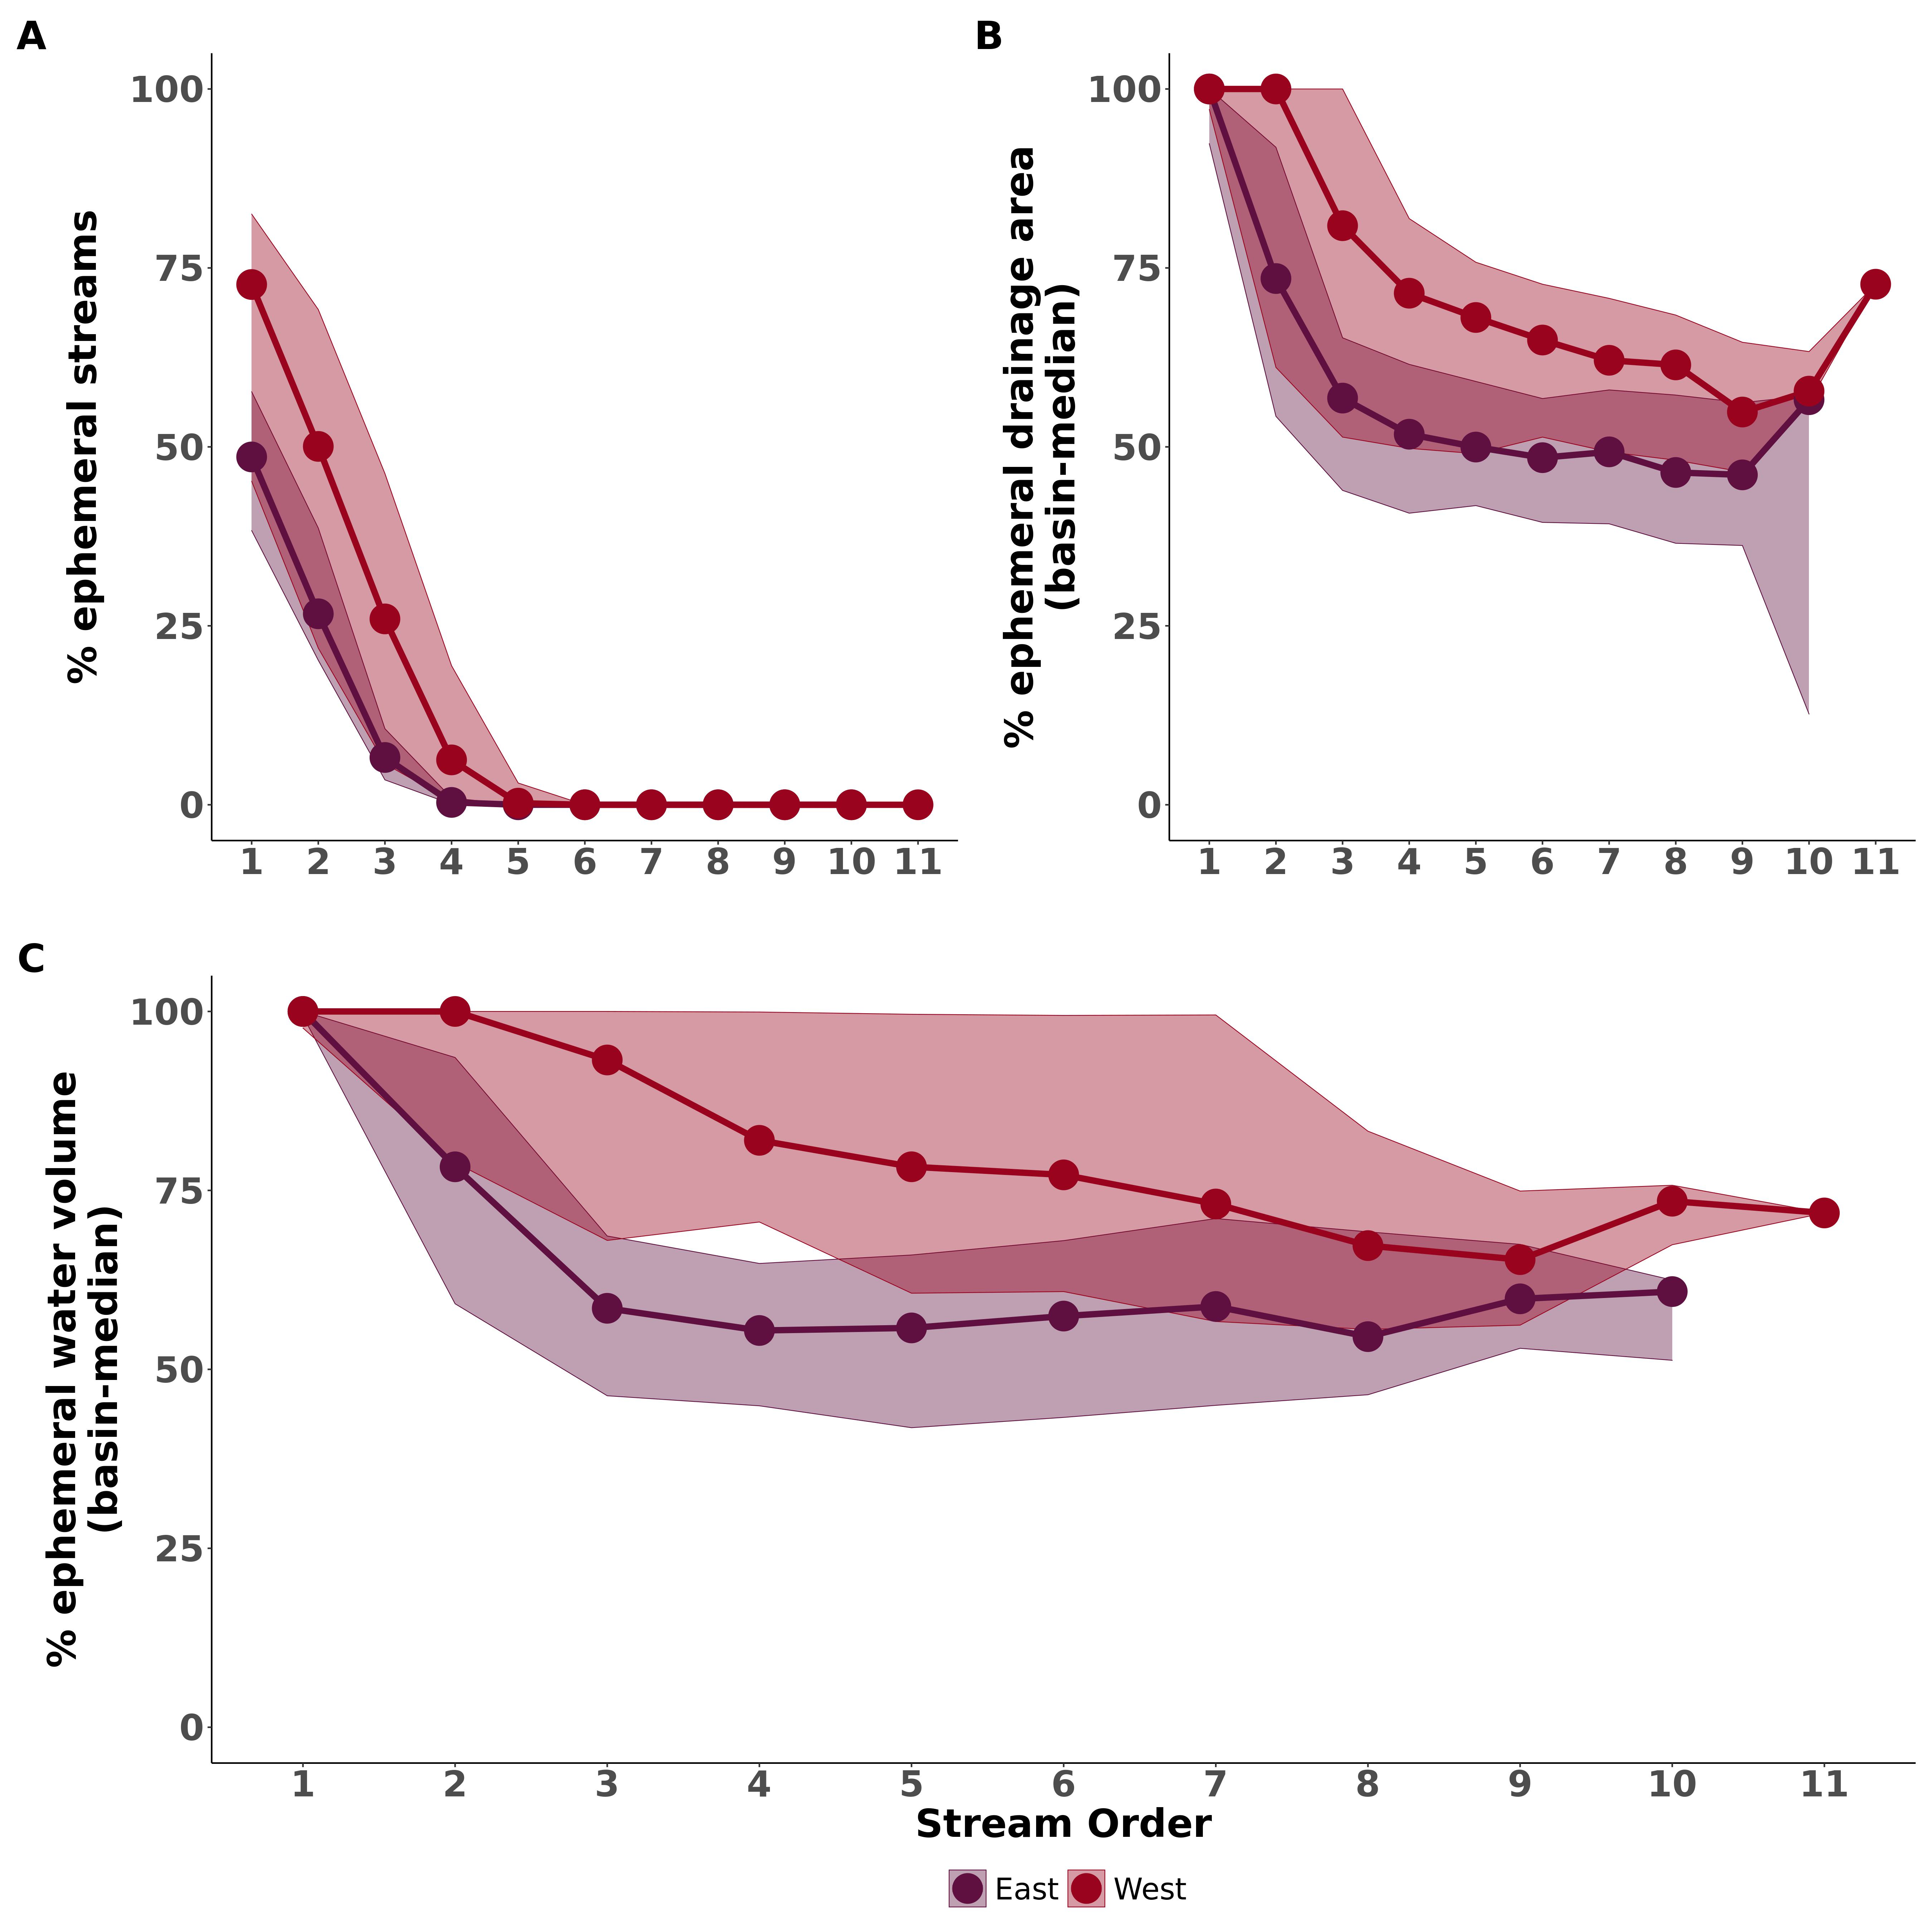 A
% ephemeral streams
100
75
50
25
0
1 2 3 4 5 6 7 8 9 10 11
B
% ephemeral drainage area
(basin-median)
100
75
50
25
0
1 2 3 4 5 6 7 8 9 10 11
C
% ephemeral water volume
(basin-median)
100
75
50
25
0
1 2 3 4 5 6 7 8 9 10 11
Stream Order
East West